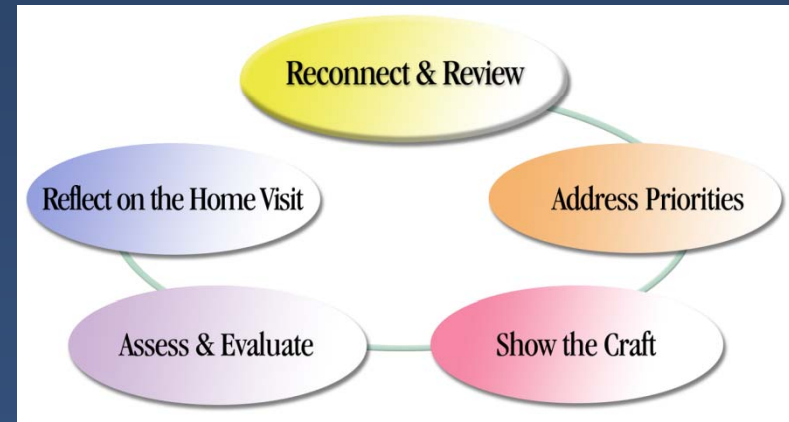 Reconnect & Review
Address Priorities
Show the Craft
Assess & Evaluate
Reflect on the Home Visit